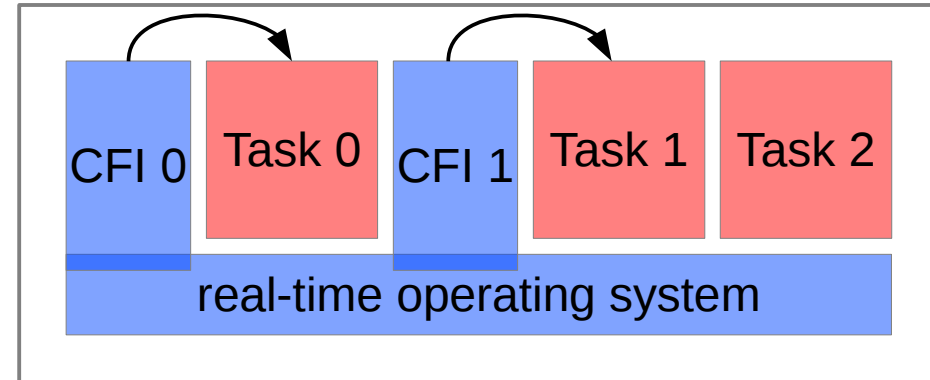 CFI 0
Task 0
CFI 1
Task 1
Task 2
real-time operating system